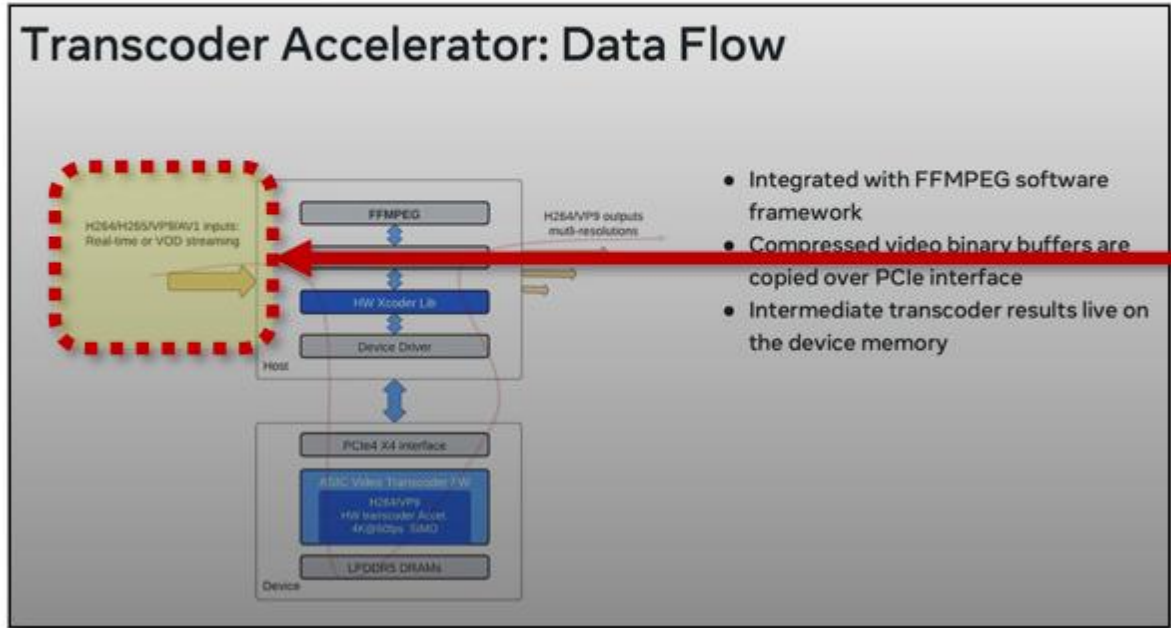 Transcoder Accelerator: Data Flow
H264/H265/VP9/AV1 inputs:
Real-time or VOD streaming
FFMPEG
HW Xcoder Lib
Device Driver
Host
H264/VP9 outputs
mutli-resolutions
PCIe4 X4 interface
ASIC Video Transcoder FW
H264/VP9
HW transcoder Accel.
4K@60fps SIMO
LPDDR5 DRAMs
Device
• Integrated with FFMPEG software
framework
• Compressed video binary buffers are
copied over PCIe interface
• Intermediate transcoder results live on
the device memory